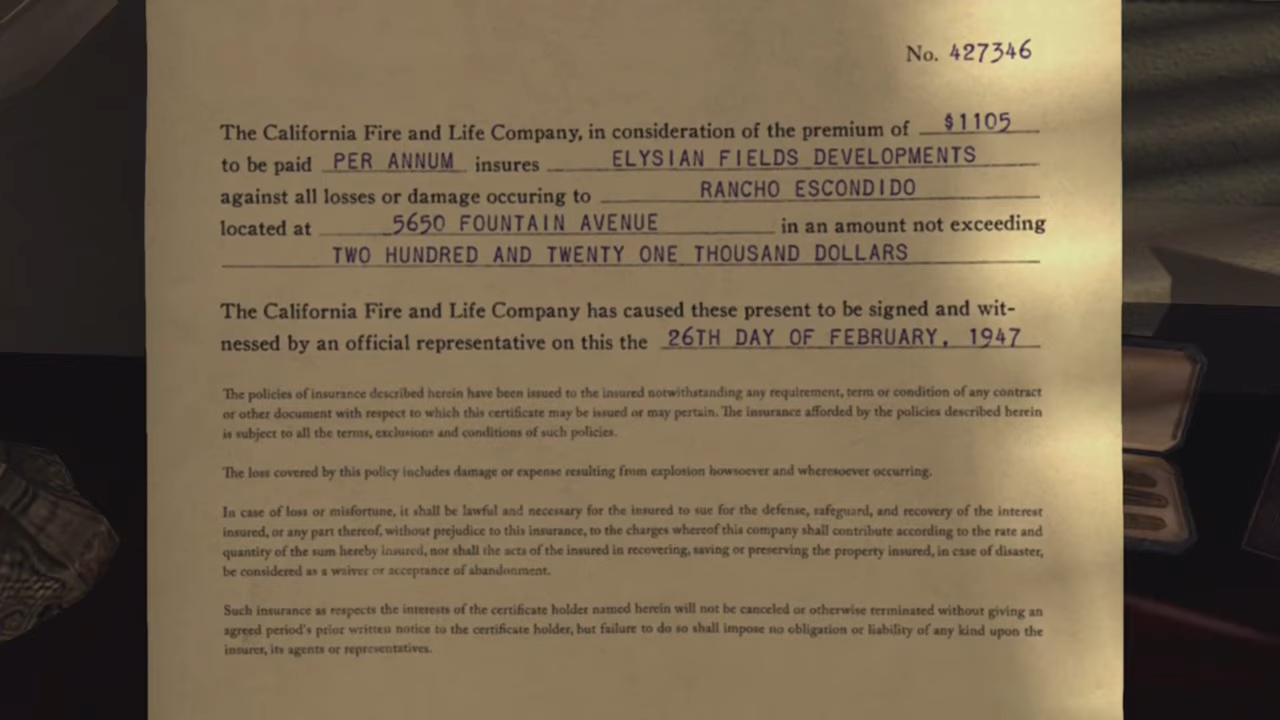 No. 427346
The California Fire and Life Company, in consideration of the premium of $1105
to be paid PER ANNUM insures ELYSIAN FIELDS DEVELOPMENTS
against all losses or damage occuring to RANCHO ESCONDIDO
located at 5650 FOUNTAIN AVENUE in an amount not exceeding
TWO HUNDRED AND TWENTY ONE THOUSAND DOLLARS
The California Fire and Life Company has caused these present to be signed and wit-
nessed by an official representative on this the 26TH DAY OF FEBRUARY, 1947
The policies of insurance described herein have been issued to the insured notwithstanding any requirement, term or condition of any contract
or other document with respect to which this certificate may be issued or may pertain. The insurance afforded by the policies described herein
is subject to all the terms, exclusions and conditions of such policies.
The loss covered by this policy includes damage or expense resulting from explosion howsoever and wheresoever occurring.
In case of loss or misfortune, it shall be lawful and necessary for the insured to sue for the defense, safeguard, and recovery of the interest
insured, or any part thereof, without prejudice to this insurance, to the charges whereof this company shall contribute according to the rate and
quantity of the sum hereby insured, nor shall the acts of the insured in recovering, saving or preserving the property insured, in case of disaster,
be considered as a waiver or acceptance of abandonment.
Such insurance as respects the interests of the certificate holder named herein will not be canceled or otherwise terminated without giving an
agreed period's prior written notice to the certificate holder, but failure to do so shall impose no obligation or liability of any kind upon the
insurer, its agents or representatives.